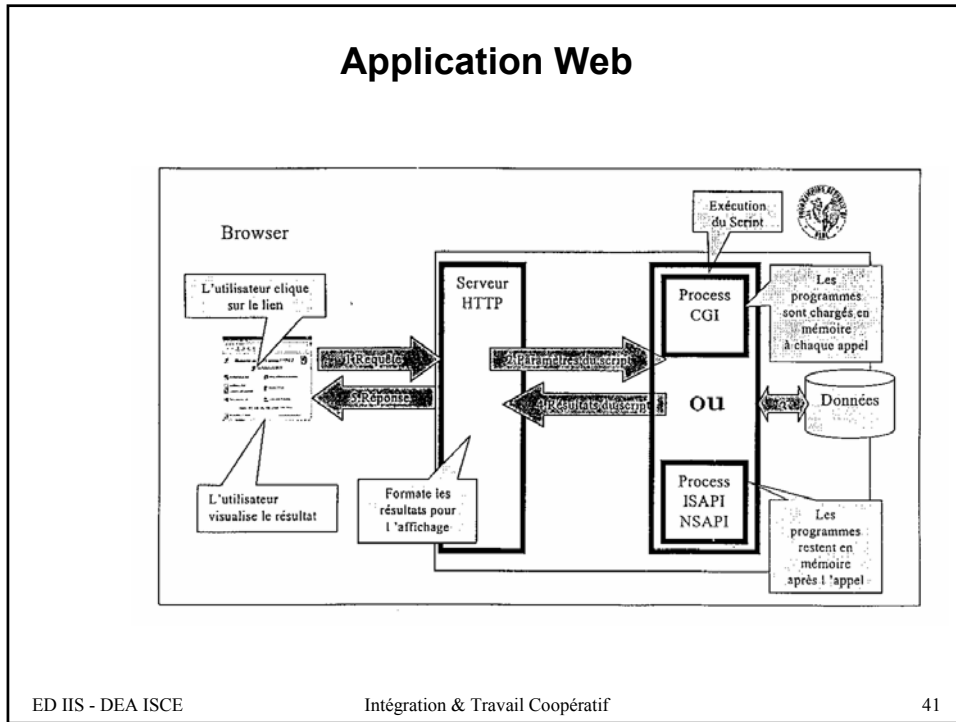 Application Web
Browser
L'utilisateur clique
sur le lien
1.Requête
5.Réponse
L'utilisateur
visualise le résultat
Serveur
HTTP
Formate les
résultats pour
l 'affichage
2.Paramètres du script
4.Résultats du script
Exécution
du Script
Process
CGI
ou
Process
ISAPI
NSAPI
Les
programmes
sont chargés en
mémoire
à chaque appel
Données
Les
programmes
restent en
mémoire
après l 'appel
ED IIS - DEA ISCE
Intégration & Travail Coopératif
41